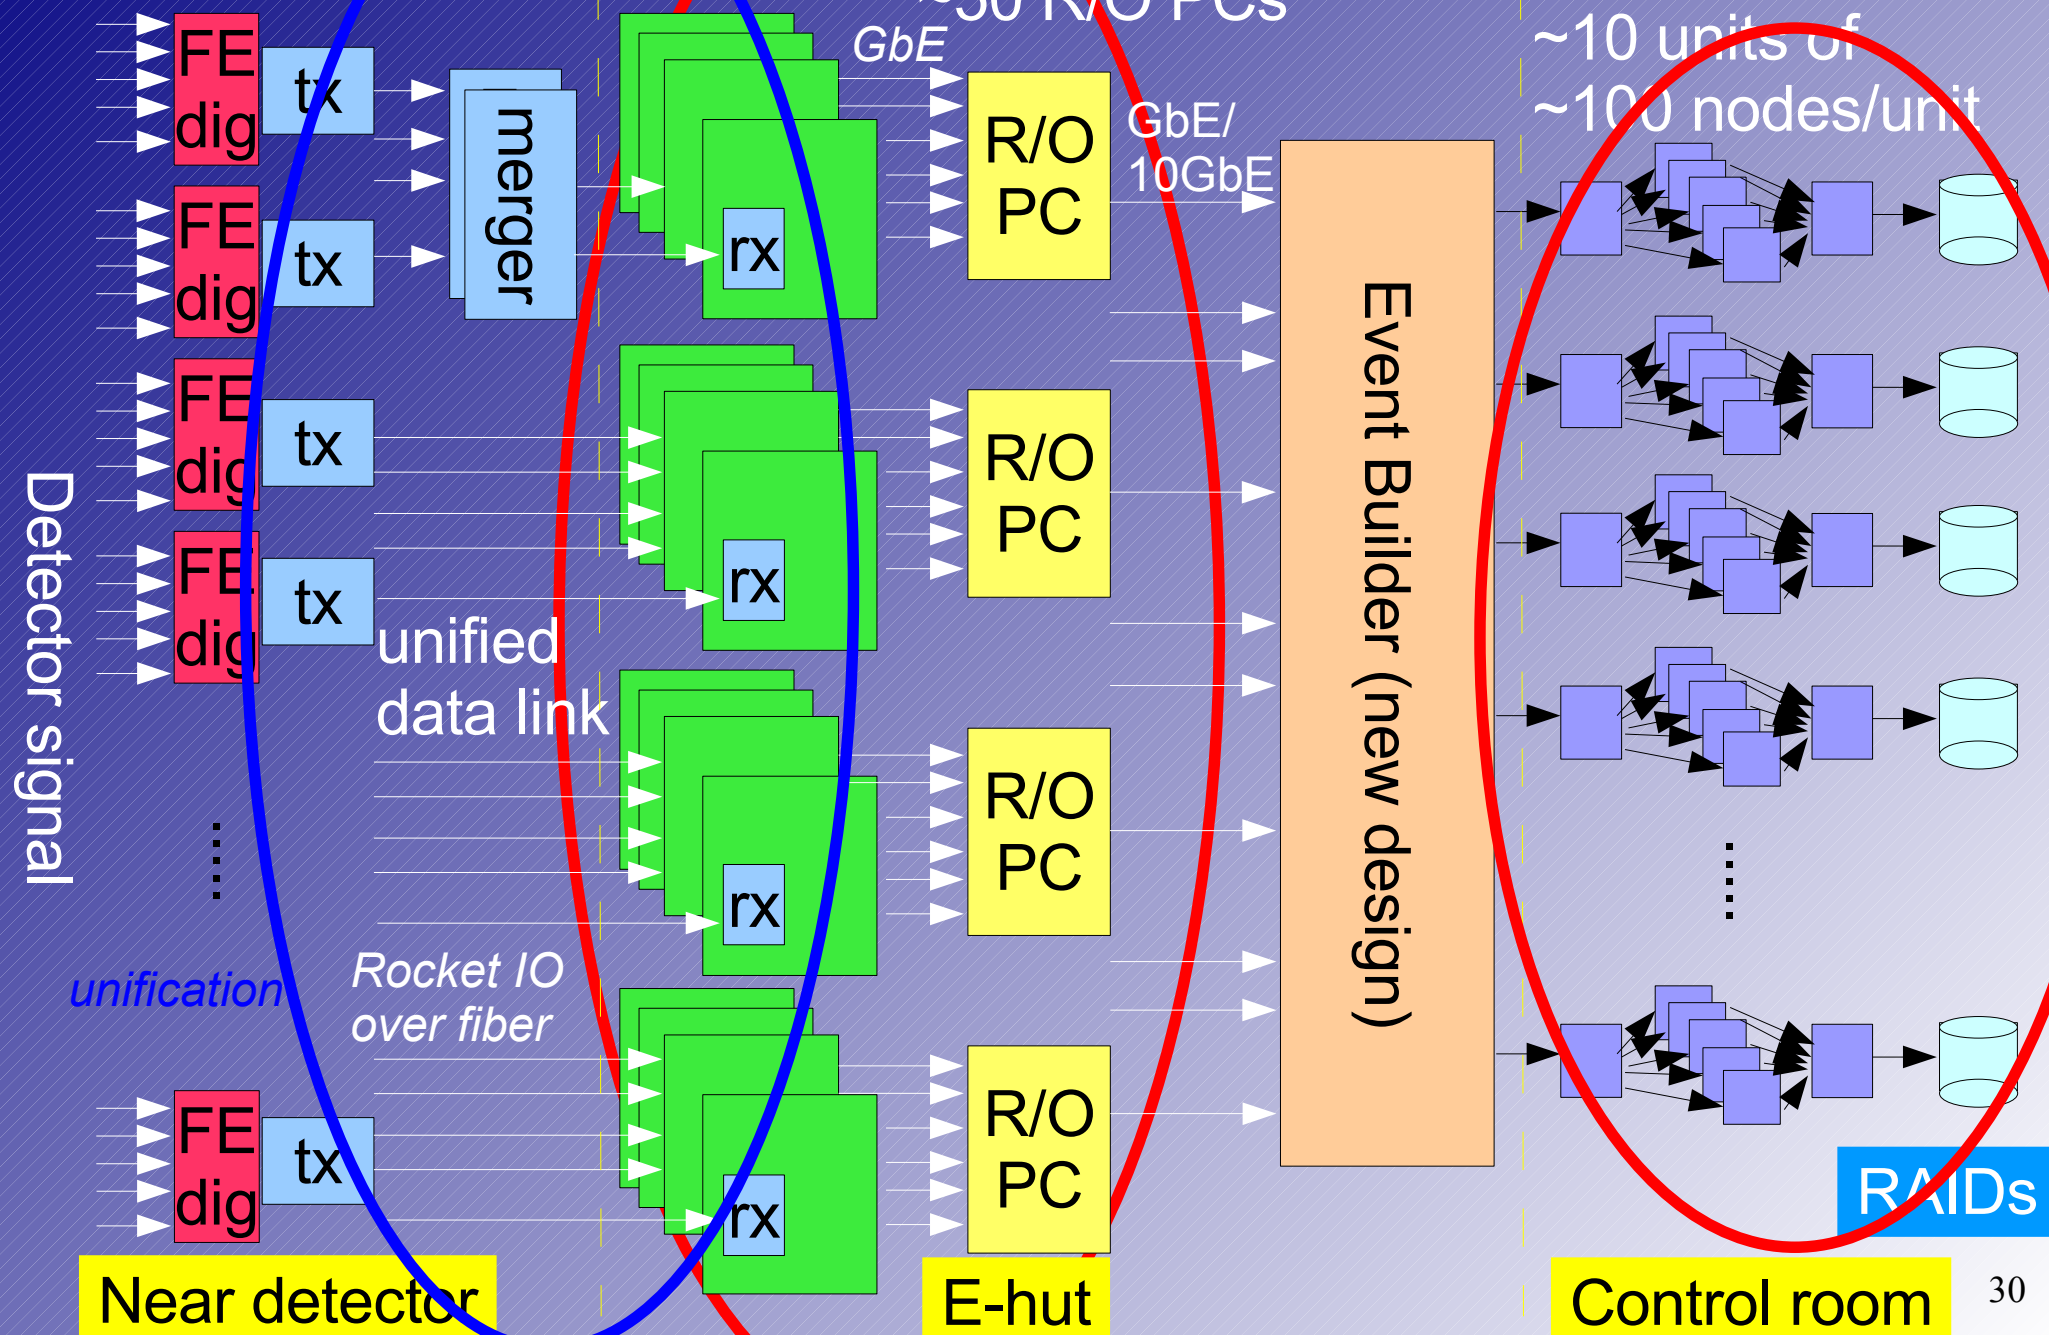 ~50 R/O PCs
GbE
~10 units of
~100 nodes/unit
GbE/
10GbE
FE
dig
tx
merger
rx
R/O
PC
FE
dig
tx
FE
dig
tx
rx
R/O
PC
FE
dig
tx
unified
data link
rx
R/O
PC
Detector signal
Event Builder (new design)
unification
Rocket IO
over fiber
FE
dig
tx
rx
R/O
PC
RAIDs
Near detector
E-hut
Control room
30